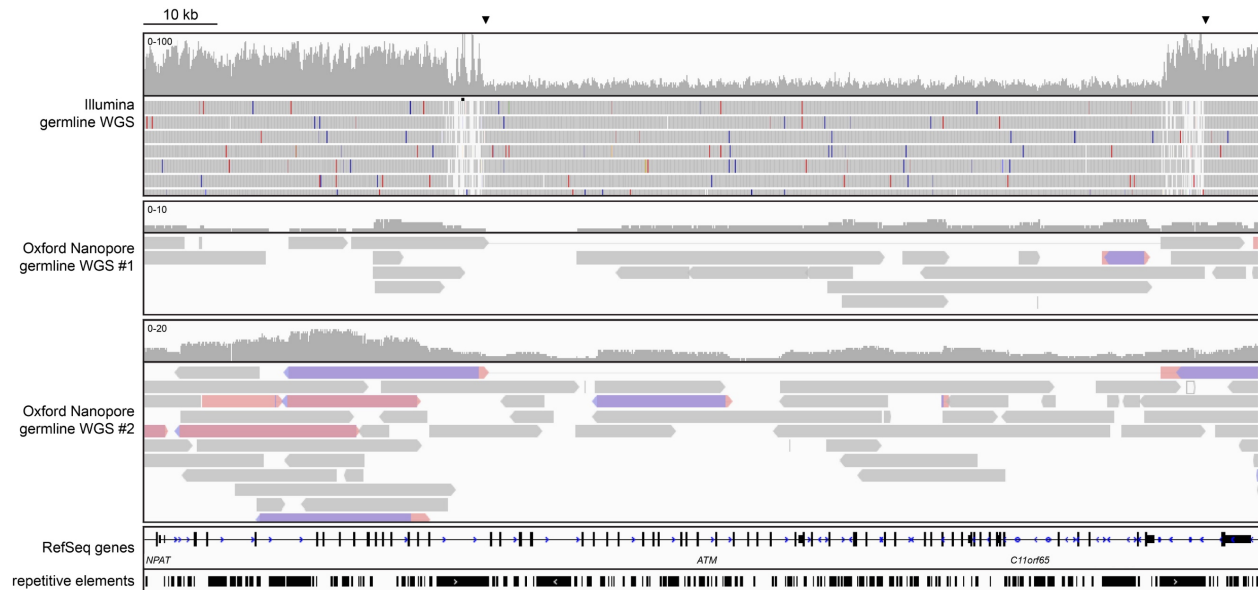 10 kb
0-100
Illumina
germline WGS
0-10
Oxford Nanopore
germline WGS #1
0-20
Oxford Nanopore
germline WGS #2
RefSeq genes
NPAT
ATM
C11orf65
repetitive elements